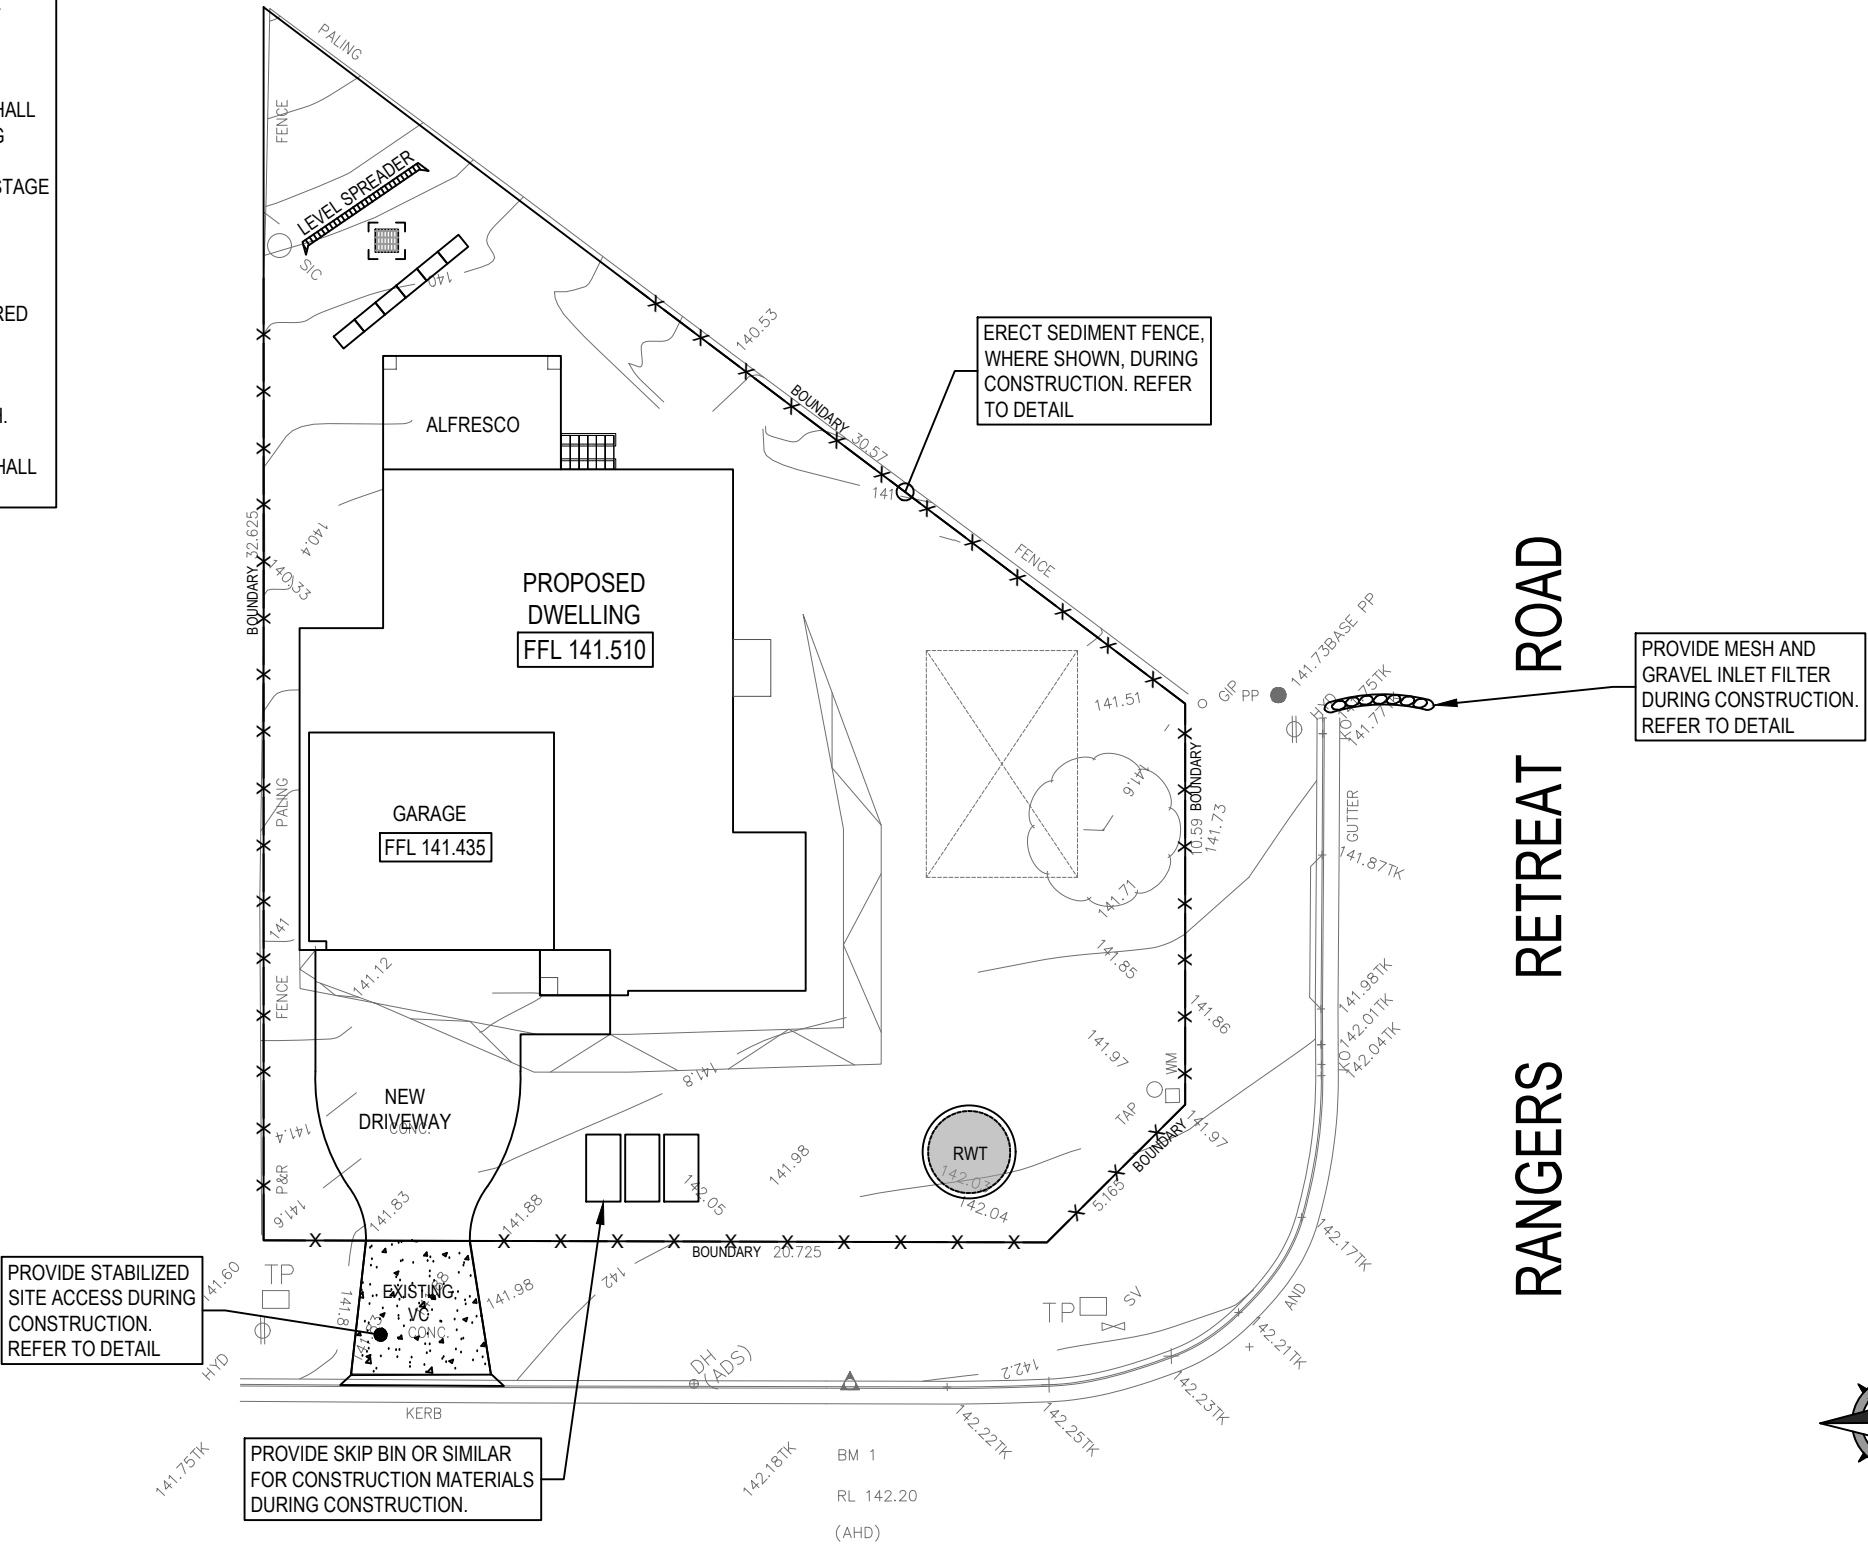 HALL
G
STAGE
RED
H.
HALL
PALING
FENCE
LEVEL SPREADER
SIC
140
140.53
ERECT SEDIMENT FENCE,
WHERE SHOWN, DURING
CONSTRUCTION. REFER
TO DETAIL
ALFRESCO
BOUNDARY 30.57
141
BOUNDARY 32.625
140.4
140.33
FENCE
PROPOSED
DWELLING
FFL 141.510
RANGERS RETREAT ROAD
141.73BASE PP
GIP
PP
HYD
141.77TK
141.51
PROVIDE MESH AND
GRAVEL INLET FILTER
DURING CONSTRUCTION.
REFER TO DETAIL
PALING
GARAGE
FFL 141.435
141.6
10.59 BOUNDARY
141.73
GUTTER
141.87TK
141.71
141
141.12
FENCE
141.85
141.86
141.97
WM
TAP
141.98TK
142.01TK
KO
142.04TK
141.8
NEW
DRIVEWAY
CONC.
141.4
P&R
141.6
141.83
141.88
142.05
141.98
RWT
142.03
142.04
BOUNDARY
5.165
141.97
BOUNDARY 20.725
142.17TK
PROVIDE STABILIZED
SITE ACCESS DURING
CONSTRUCTION.
REFER TO DETAIL
141.60
TP
HYD
141.8
EXISTING
VC
CONC.
141.98
142
TP
SV
AND
142.21TK
DH
(ADS)
142.2
142.23TK
KERB
142.22TK
142.25TK
141.75TK
PROVIDE SKIP BIN OR SIMILAR
FOR CONSTRUCTION MATERIALS
DURING CONSTRUCTION.
142.18TK
BM 1
RL 142.20
(AHD)